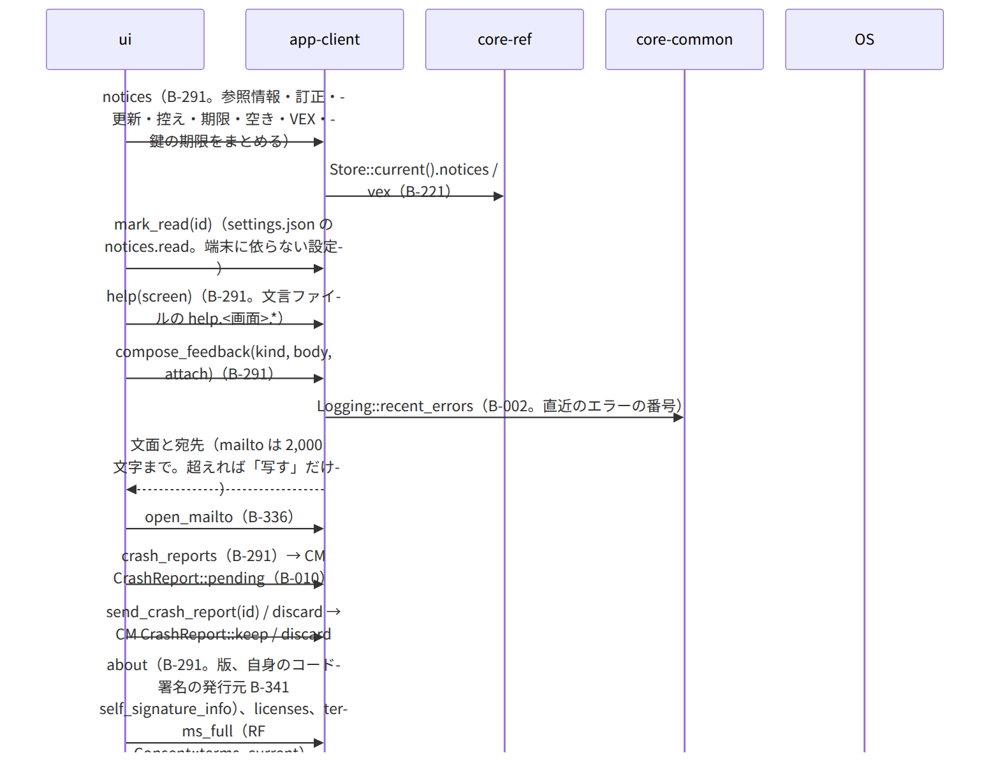 ui
app-client
core-ref
core-common
OS
notices（B-291。参照情報・訂正・-
更新・控え・期限・空き・VEX・-
鍵の期限をまとめる）
Store::current().notices /
vex（B-221）
mark_read(id)（settings.json の
notices.read。端末に依らない設定-
）
help(screen)（B-291。文言ファイ-
ルの help.<画面>.*）
compose_feedback(kind, body,
attach)（B-291）
Logging::recent_errors（B-002。直近のエラーの番号）
文面と宛先（mailto は 2,000
文字まで。超えれば「写す」だけ-
）
open_mailto（B-336）
crash_reports（B-291）→ CM
CrashReport::pending（B-010）
send_crash_report(id) / discard →
CM CrashReport::keep / discard
about（B-291。版、自身のコード-
署名の発行元 B-341
self_signature_info）、licenses、ter-
ms_full（RF
Consent::terms_current）